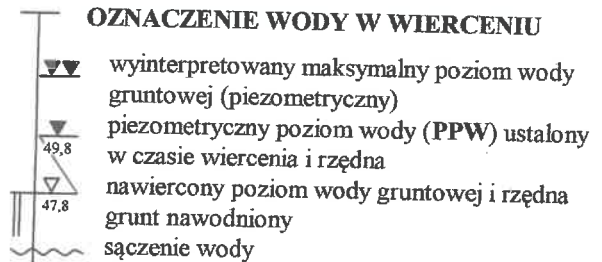 OZNACZENIE WODY W WIERCENIU
wyinterpretowany maksymalny poziom wody
gruntowej (piezometryczny)
piezometryczny poziom wody (PPW) ustalony
49,8
w czasie wiercenia i rzędna
nawiercony poziom wody gruntowej i rzędna
47,8
grunt nawodniony
sączenie wody